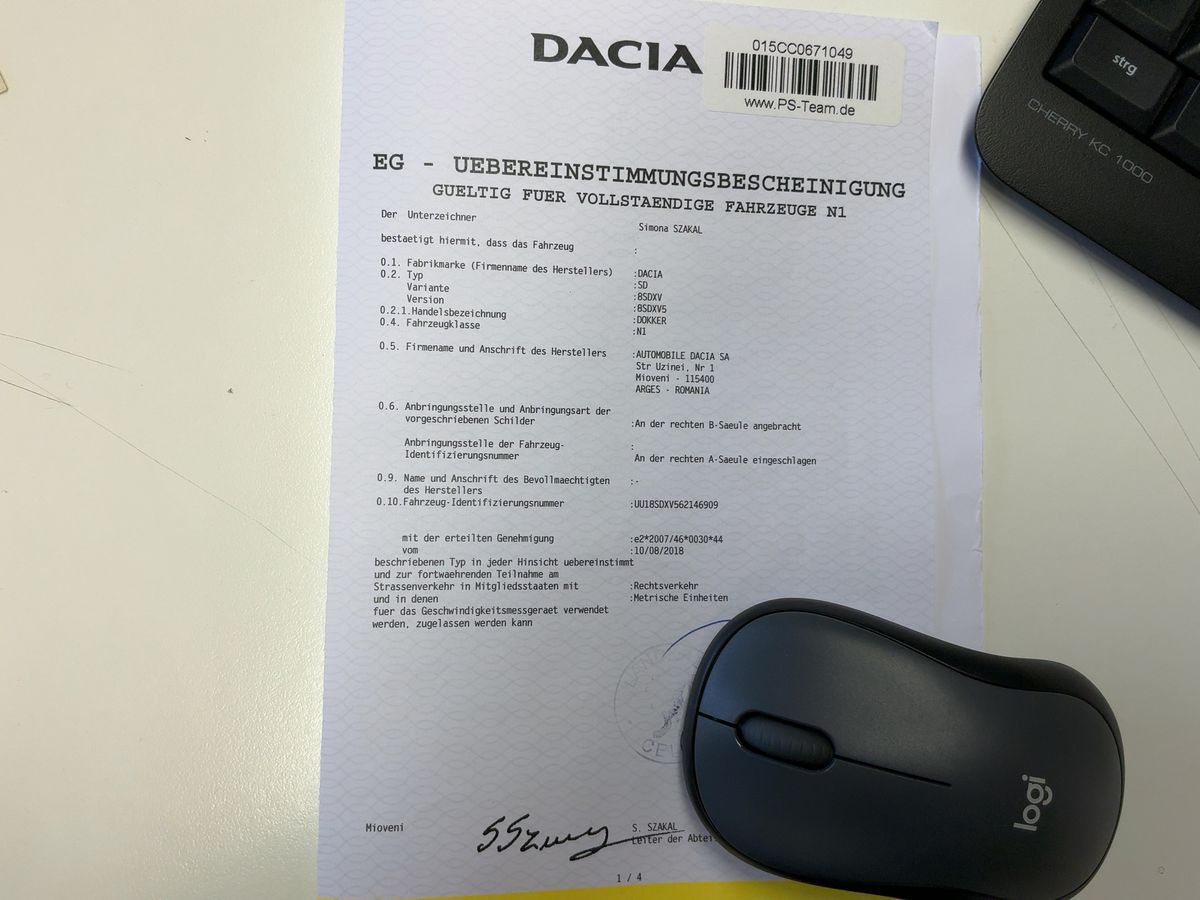 DACIA
015CC0671049
www.PS-Team.de
strg
CHERRY KC 1000
EG - UEBEREINSTIMMUNGSBESCHEINIGUNG
GUELTIG FUER VOLLSTAENDIGE FAHRZEUGE N1
Der Unterzeichner Simona SZAKAL
bestaetigt hiermit, dass das Fahrzeug :
0.1. Fabrikmarke (Firmenname des Herstellers) :DACIA
0.2. Typ :SD
Variante :8SDXV
Version :8SDXV5
0.2.1.Handelsbezeichnung :DOKKER
0.4. Fahrzeugklasse :N1
0.5. Firmename und Anschrift des Herstellers :AUTOMOBILE DACIA SA
Str Uzinei, Nr 1
Mioveni - 115400
ARGES - ROMANIA
0.6. Anbringungsstelle und Anbringungsart der
vorgeschriebenen Schilder :An der rechten B-Saeule angebracht
Anbringungsstelle der Fahrzeug- :
Identifizierungsnummer An der rechten A-Saeule eingeschlagen
0.9. Name und Anschrift des Bevollmaechtigten :-
des Herstellers
0.10.Fahrzeug-Identifizierungsnummer :UU18SDXV562146909
mit der erteilten Genehmigung :e2*2007/46*0030*44
vom :10/08/2018
beschriebenen Typ in jeder Hinsicht uebereinstimmt
und zur fortwaehrenden Teilnahme am
Strassenverkehr in Mitgliedsstaaten mit :Rechtsverkehr
und in denen :Metrische Einheiten
fuer das Geschwindigkeitsmessgeraet verwendet
werden, zugelassen werden kann
logi
Mioveni
S. SZAKAL
Leiter der Abtei
1 / 4